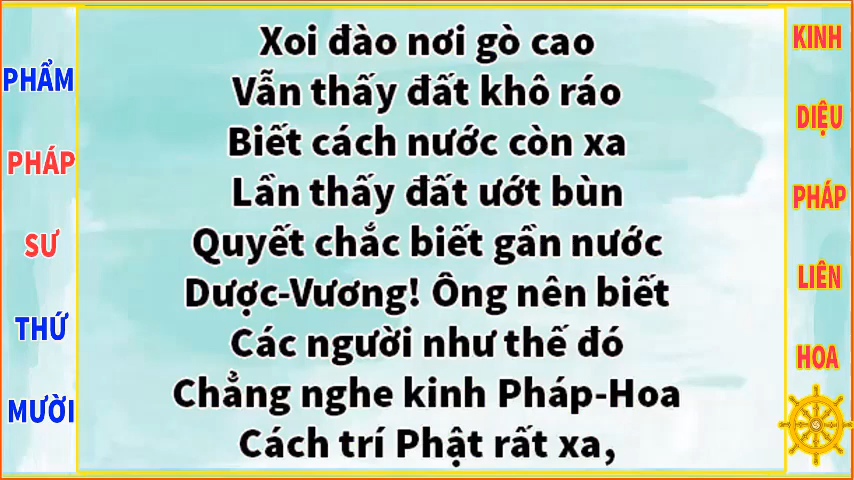 PHẨM
PHÁP
SƯ
THỨ
MƯỜI
Xoi đào nơi gò cao
Vẫn thấy đất khô ráo
Biết cách nước còn xa
Lần thấy đất ướt bùn
Quyết chắc biết gần nước
Dược-Vương! Ông nên biết
Các người như thế đó
Chẳng nghe kinh Pháp-Hoa
Cách trí Phật rất xa,
KINH
DIỆU
PHÁP
LIÊN
HOA